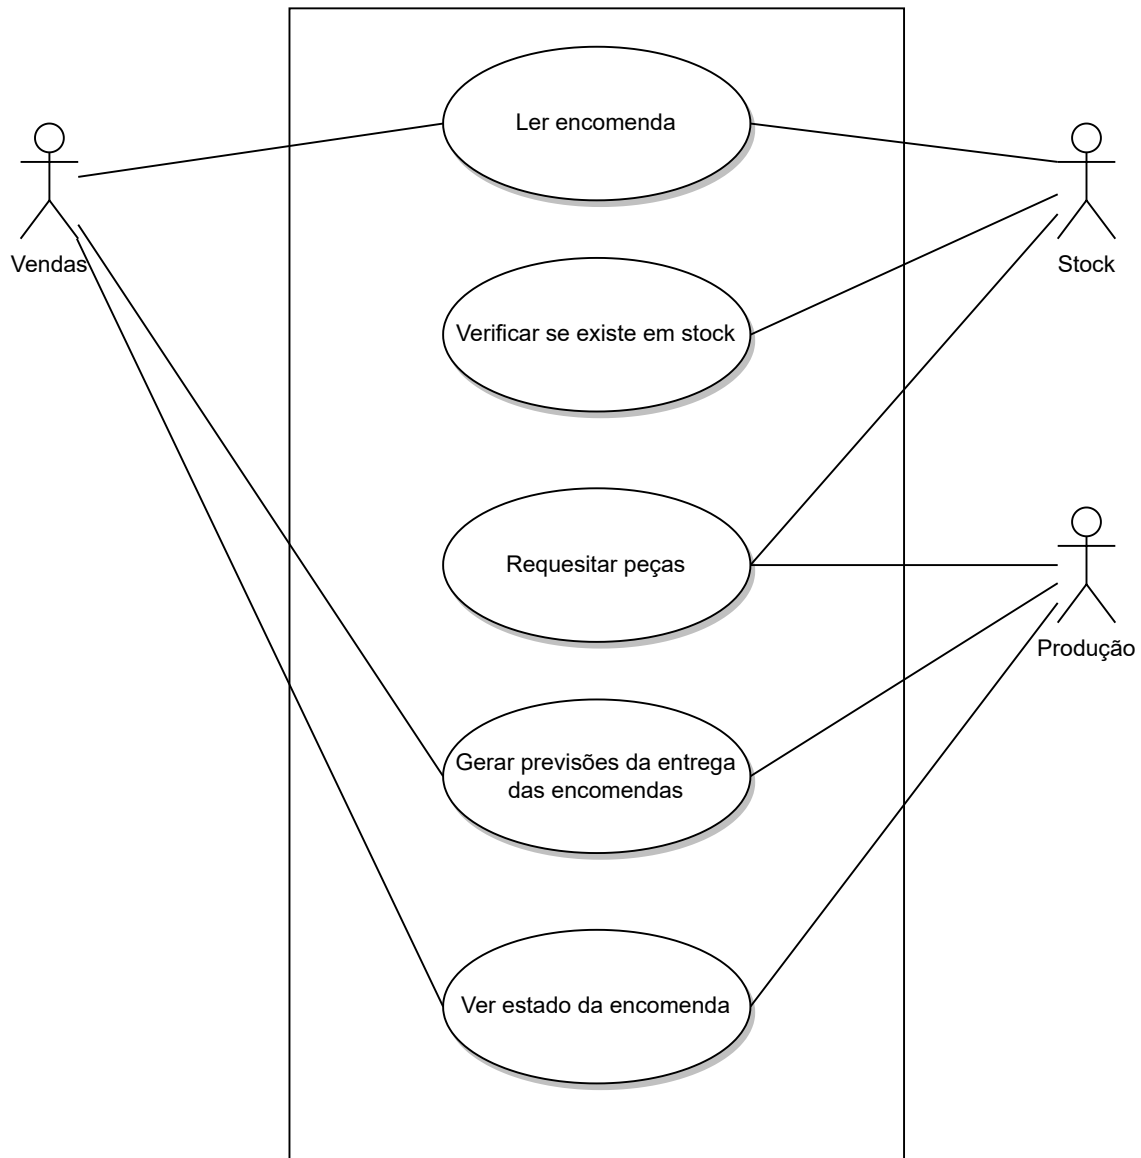 Ler encomenda
Vendas
Stock
Verificar se existe em stock
Requesitar peças
Produção
Gerar previsões da entrega
das encomendas
Ver estado da encomenda